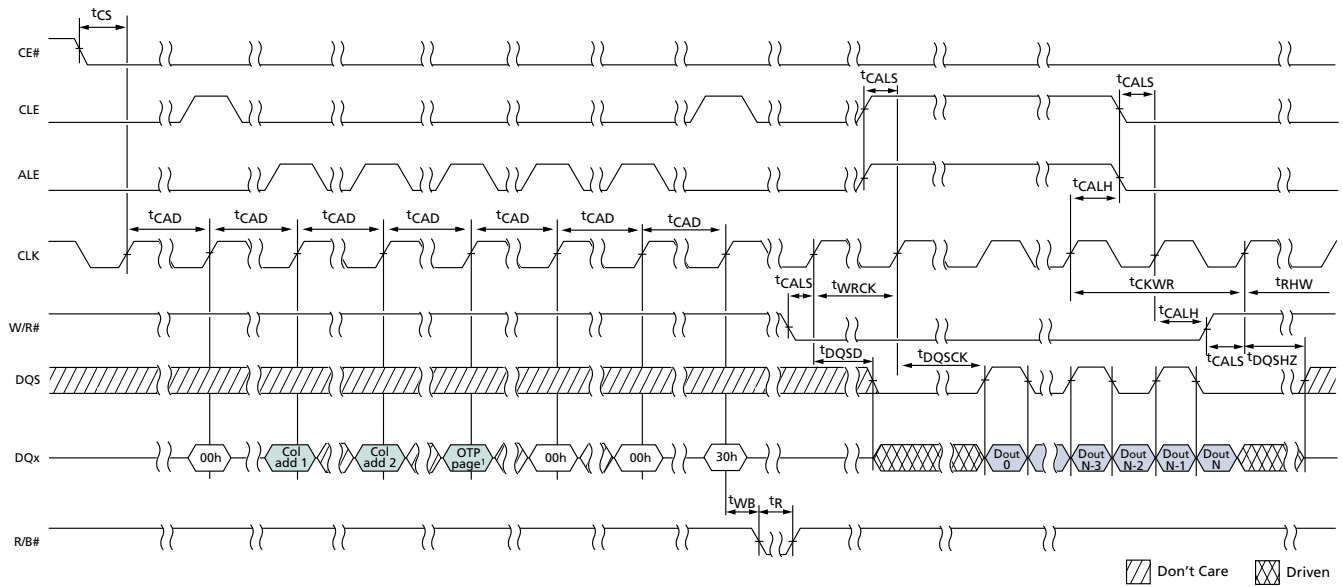 tCS
CE#
tCALS
tCALS
CLE
ALE
tCALH
tCAD
tCAD
tCAD
tCAD
tCAD
tCAD
tCAD
CLK
tCALS
tWRCK
tCKWR
tRHW
tCALH
W/R#
tDQSD
tDQSCK
tCALS
tDQSHZ
DQS
DQx
00h
Col add 1
Col add 2
OTP page¹
00h
00h
30h
Dout 0
Dout N-3
Dout N-2
Dout N-1
Dout N
tWB
tR
R/B#
Don't Care
Driven